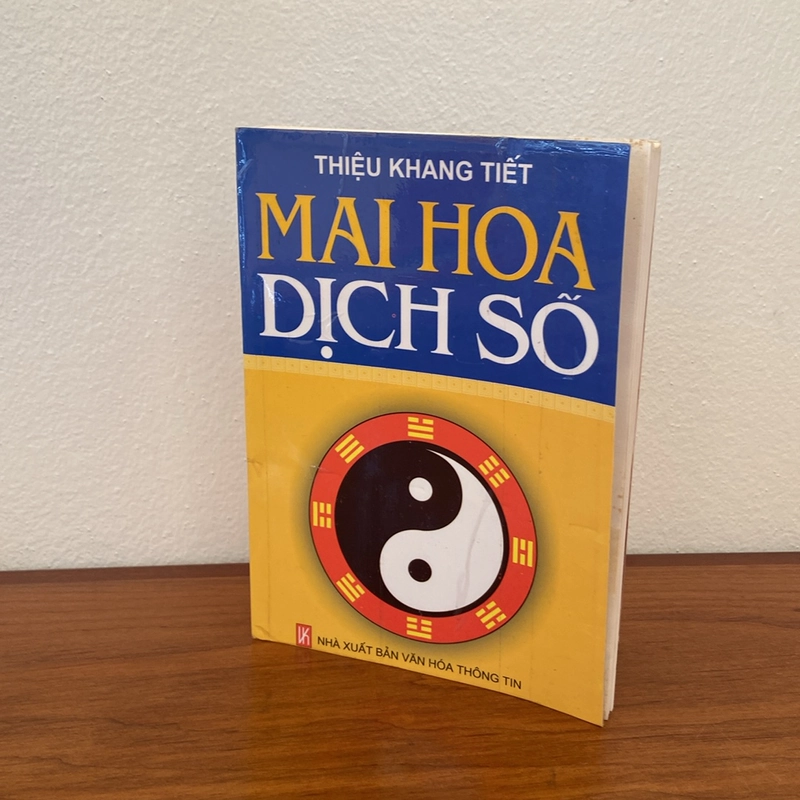 THIỆU KHANG TIẾT
MAI HOA
DỊCH SỐ
NHÀ XUẤT BẢN VĂN HÓA THÔNG TIN